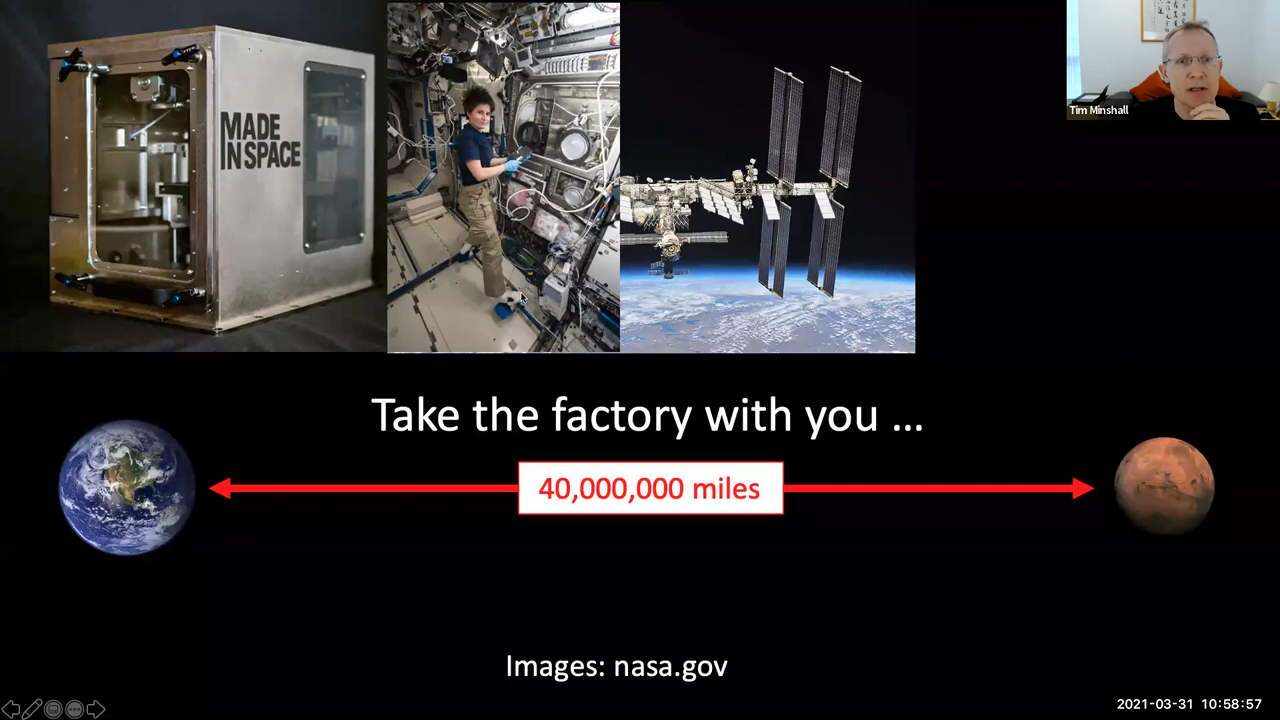 MADE
IN SPACE
Tim Minshall
Take the factory with you ...
40,000,000 miles
Images: nasa.gov
2021-03-31 10:58:57